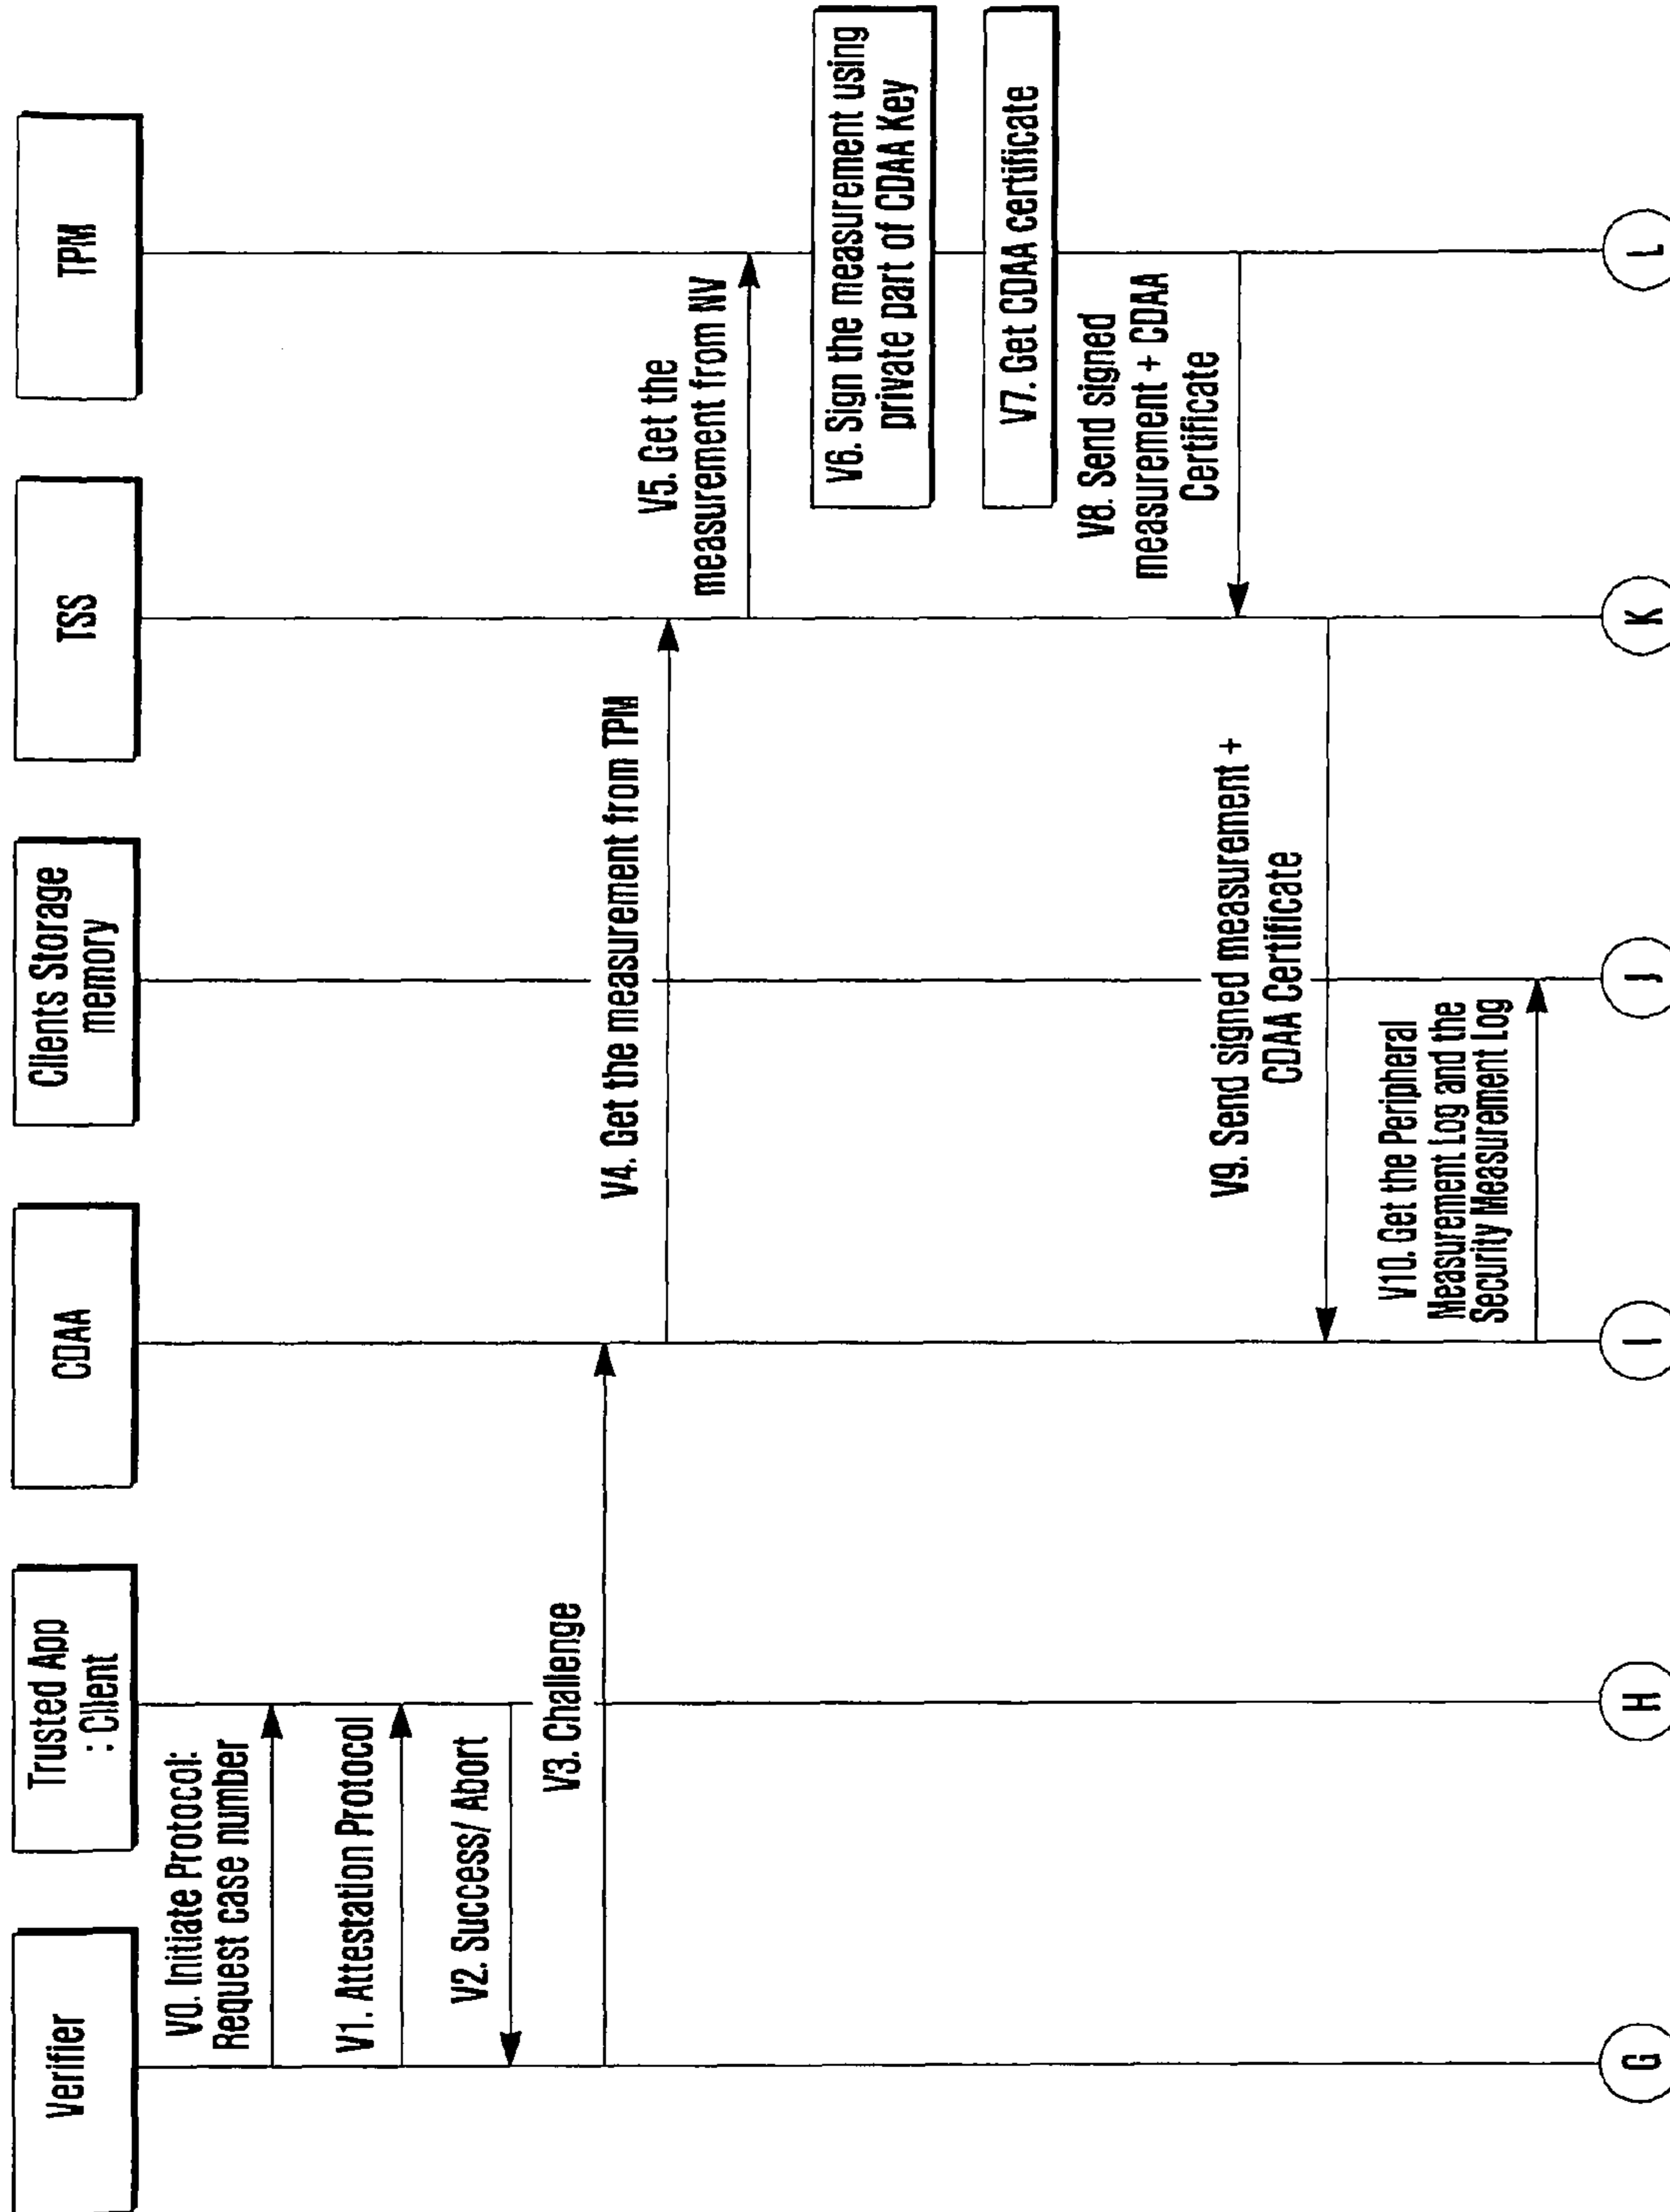 Verifier
Trusted App
: Client
CDAA
Clients Storage
memory
TSS
TPM
V0. Initiate Protocol:
Request case number
V1. Attestation Protocol
V2. Success/ Abort
V3. Challenge
V4. Get the measurement from TPM
V5. Get the
measurement from NV
V6. Sign the measurement using
private part of CDAA Key
V7. Get CDAA certificate
V8. Send signed
measurement + CDAA
Certificate
V9. Send signed measurement +
CDAA Certificate
V10. Get the Peripheral
Measurement Log and the
Security Measurement Log
G
H
I
J
K
L